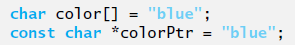 char color[] = "blue";
const char *colorPtr = "blue";